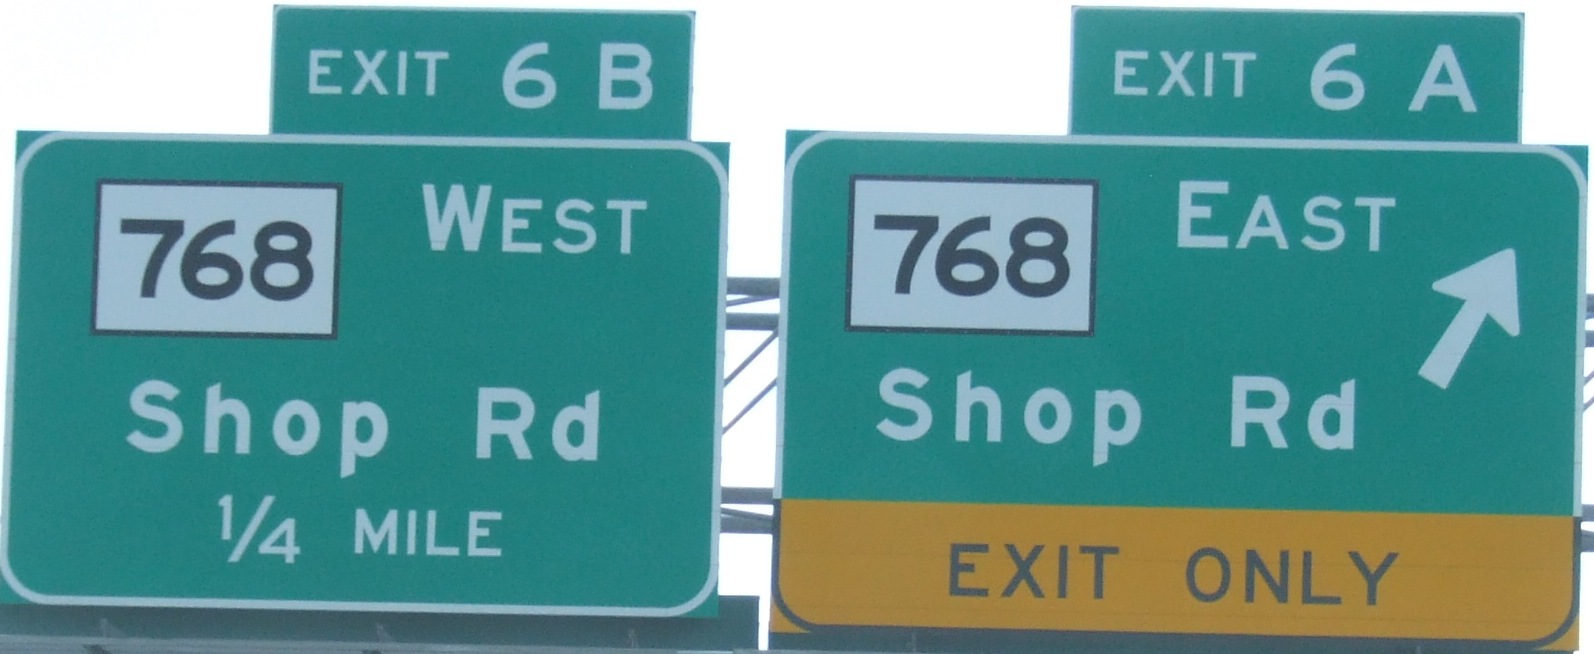 EXIT 6 B
768 WEST
Shop Rd
1/4 MILE
EXIT 6 A
768 EAST
Shop Rd
EXIT ONLY